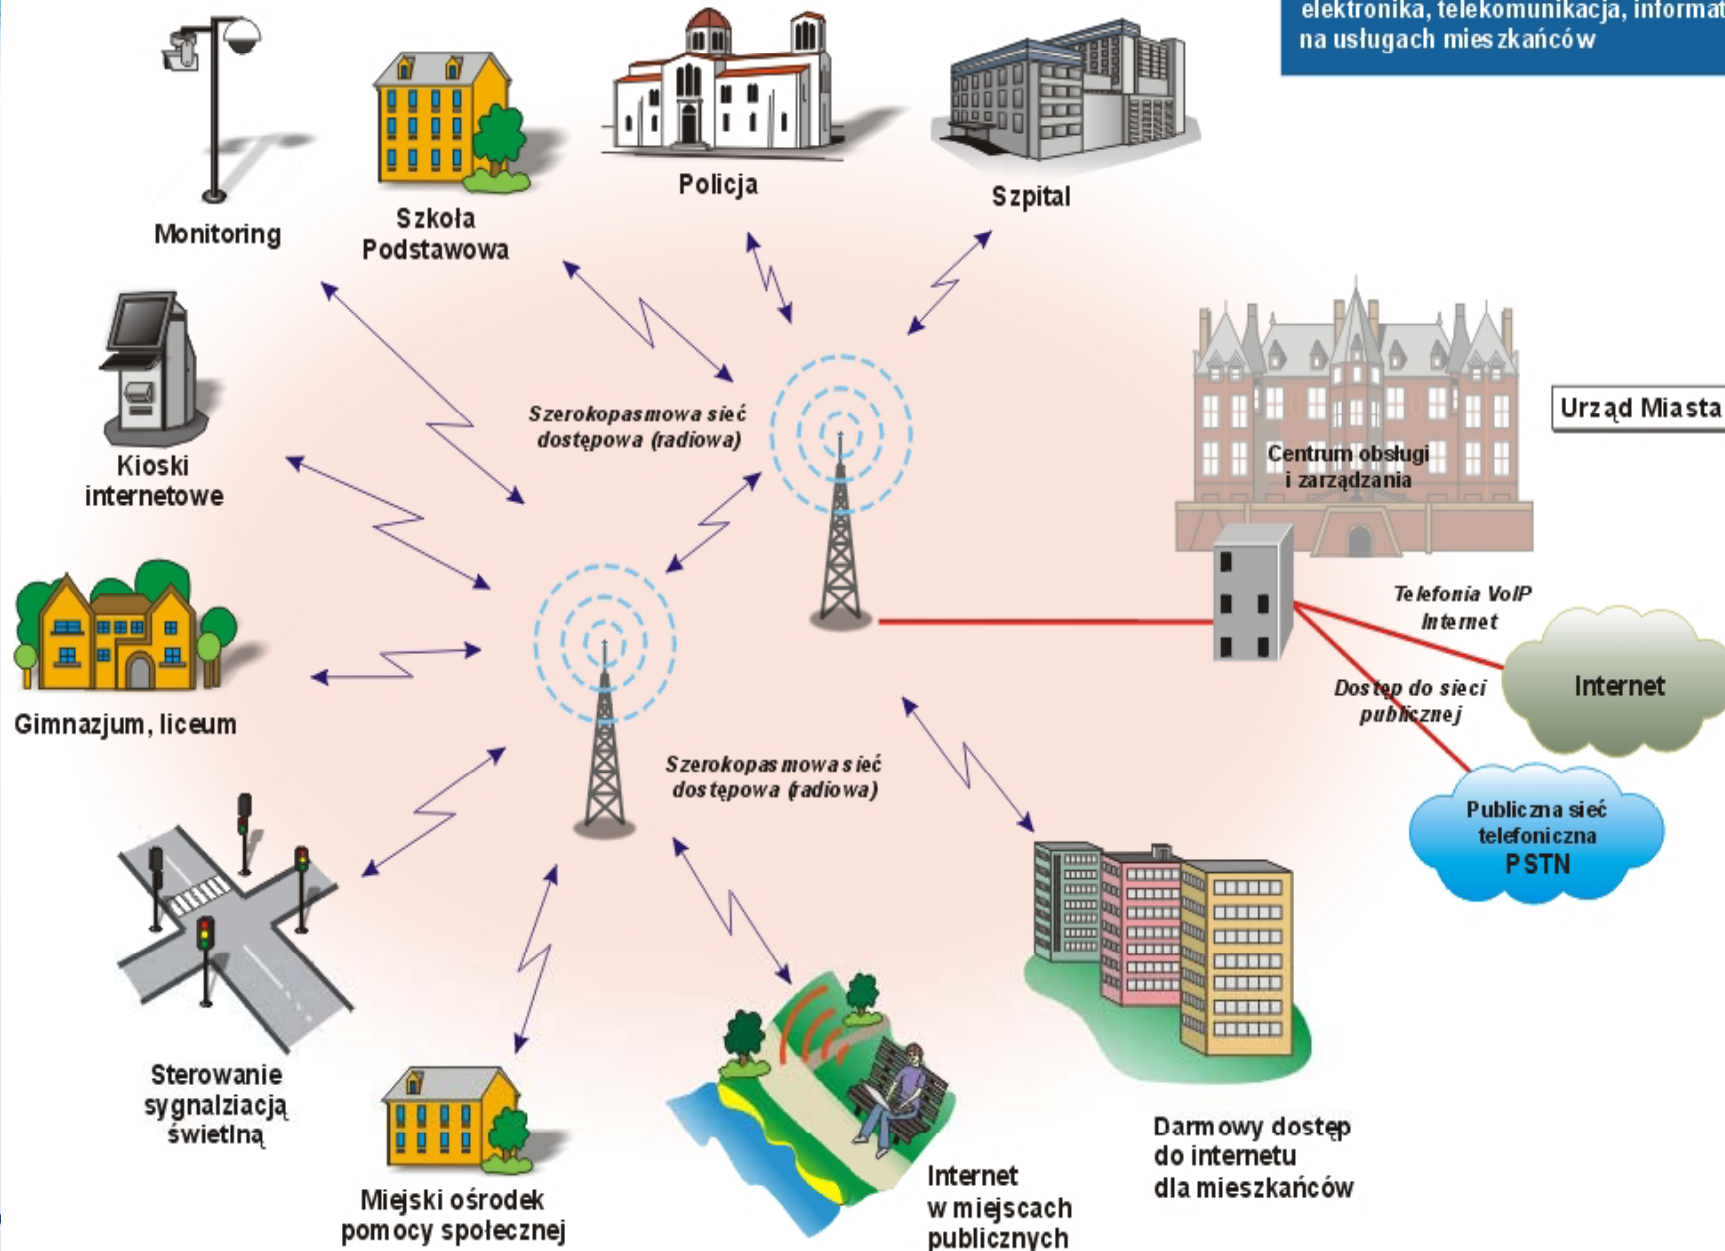 elektronika, telekomunikacja, informat
na usługach mieszkańców
Monitoring
Szkoła
Podstawowa
Policja
Szpital
Kioski
internetowe
Szerokopasmowa sieć
dostępowa (radiowa)
Urząd Miasta
Centrum obsługi
i zarządzania
Gimnazjum, liceum
Telefonia VoIP
Internet
Internet
Dostęp do sieci
publicznej
Szerokopasmowa sieć
dostępowa (radiowa)
Publiczna sieć
telefoniczna
PSTN
Sterowanie
sygnalziacją
świetlną
Miejski ośrodek
pomocy społecznej
Internet
w miejscach
publicznych
Darmowy dostęp
do internetu
dla mieszkańców